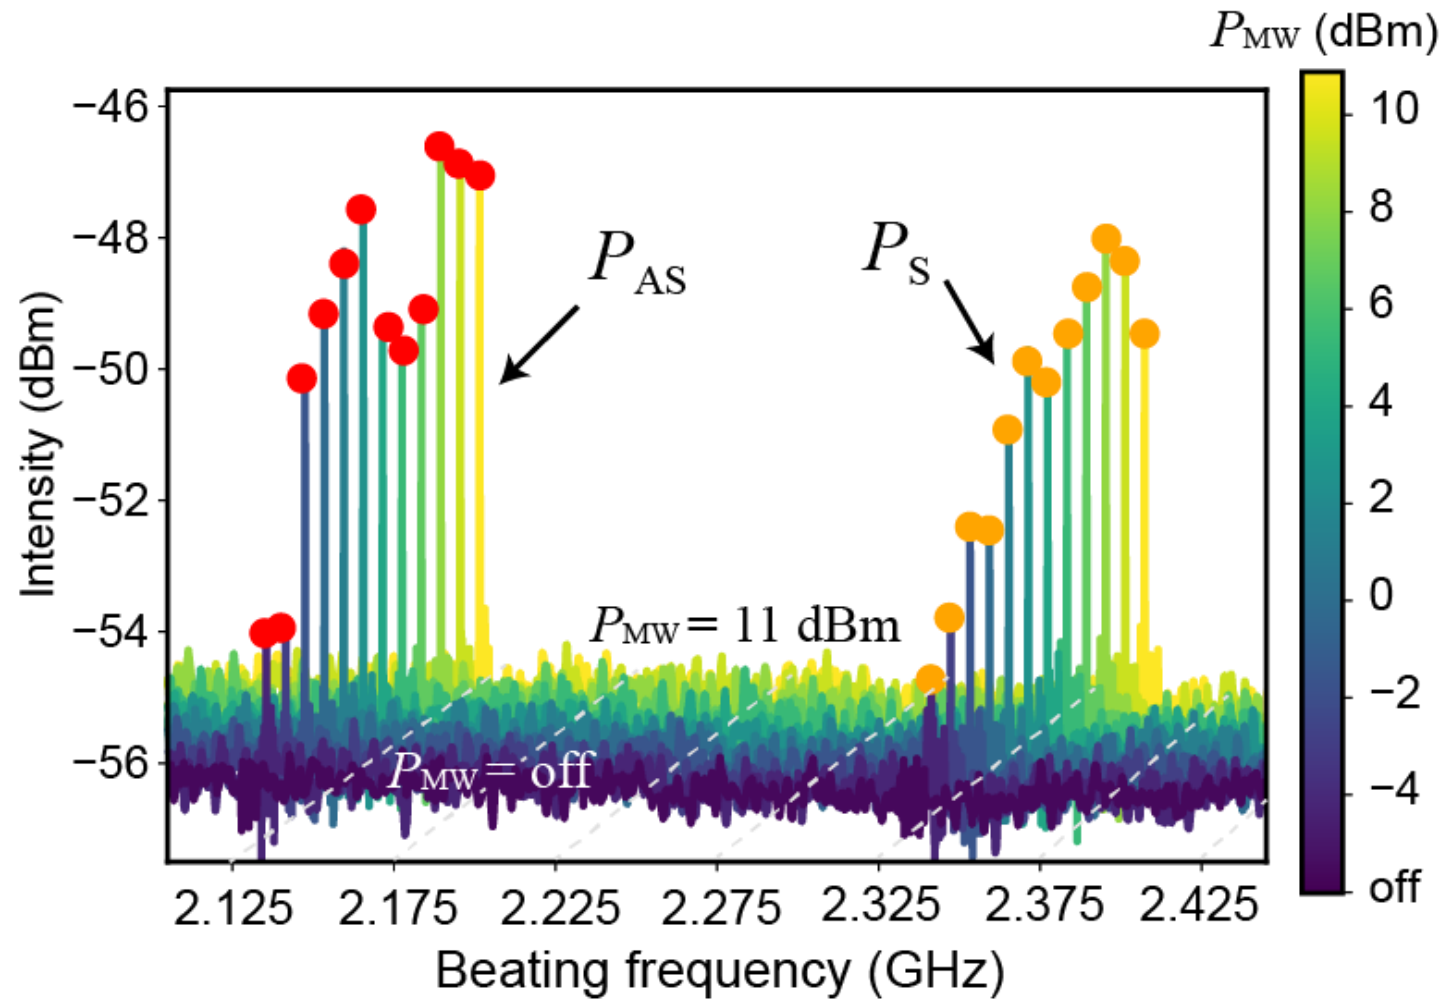 P_MW (dBm)
−46
−48
−50
−52
−54
−56
Intensity (dBm)
P_AS
P_S
P_MW = 11 dBm
P_MW = off
10
8
6
4
2
0
−2
−4
off
2.125 2.175 2.225 2.275 2.325 2.375 2.425
Beating frequency (GHz)